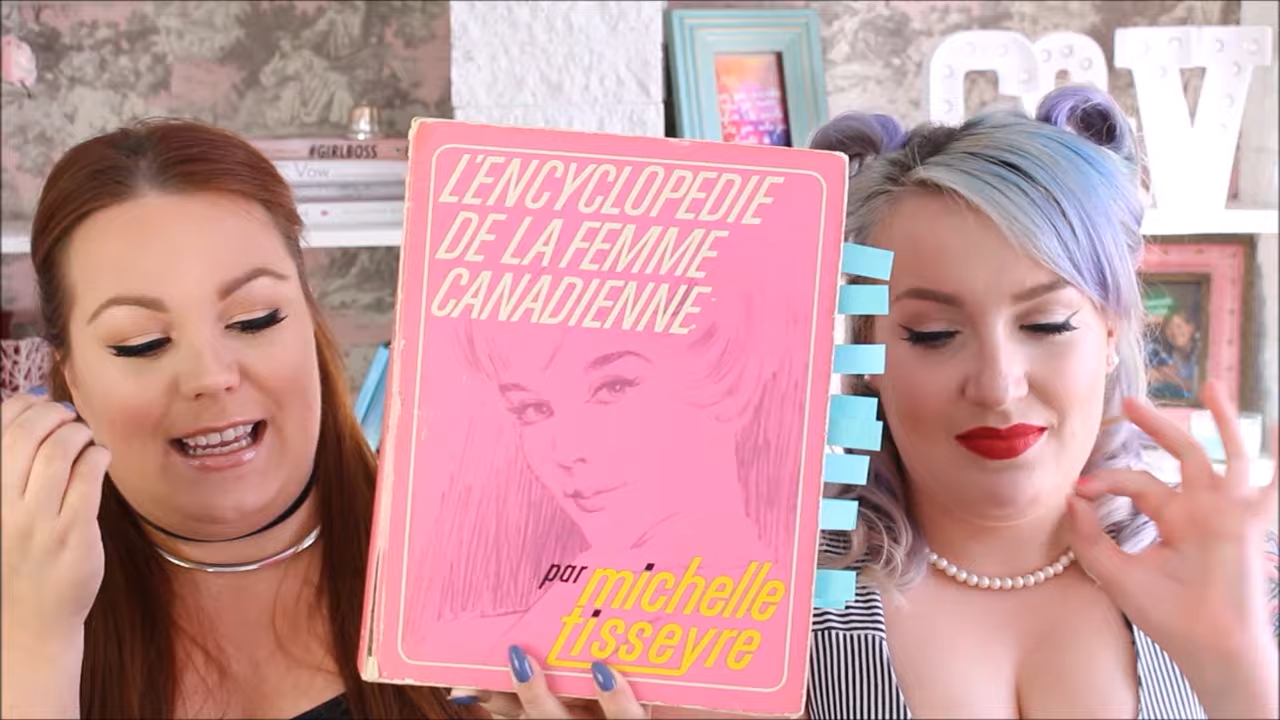 L'ENCYCLOPEDIE
DE LA FEMME
CANADIENNE
par michelle
tisseyre
#GIRLBOSS
Vow